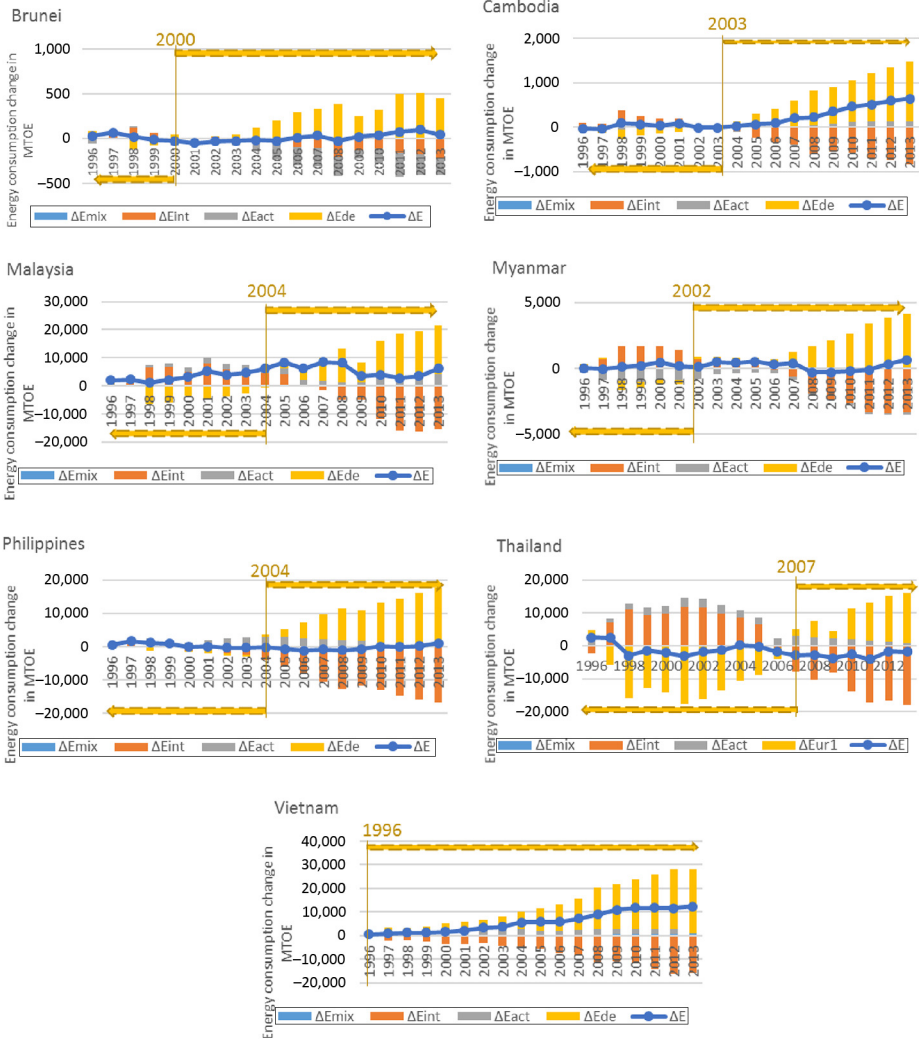 Brunei
2000
Energy consumption change in
MTOE
1,000
500
0
−500
1996 1997 1998 1999 2000 2001 2002 2003 2004 2005 2006 2007 2008 2009 2010 2011 2012 2013
ΔEmix ΔEint ΔEact ΔEde ΔE
Cambodia
2003
Energy consumption change
in MTOE
2,000
1,000
0
−1,000
1996 1997 1998 1999 2000 2001 2002 2003 2004 2005 2006 2007 2008 2009 2010 2011 2012 2013
ΔEmix ΔEint ΔEact ΔEde ΔE
Malaysia
2004
Energy consumption change in
MTOE
30,000
20,000
10,000
0
−10,000
−20,000
1996 1997 1998 1999 2000 2001 2002 2003 2004 2005 2006 2007 2008 2009 2010 2011 2012 2013
ΔEmix ΔEint ΔEact ΔEde ΔE
Myanmar
2002
Energy consumption change
in MTOE
5,000
0
−5,000
1996 1997 1998 1999 2000 2001 2002 2003 2004 2005 2006 2007 2008 2009 2010 2011 2012 2013
ΔEmix ΔEint ΔEact ΔEde ΔE
Philippines
2004
Energy consumption change
in MTOE
20,000
10,000
0
−10,000
−20,000
1996 1997 1998 1999 2000 2001 2002 2003 2004 2005 2006 2007 2008 2009 2010 2011 2012 2013
ΔEmix ΔEint ΔEact ΔEde ΔE
Thailand
2007
Energy consumption change
in MTOE
20,000
10,000
0
−10,000
−20,000
1996 1998 2000 2002 2004 2006 2008 2010 2012
ΔEmix ΔEint ΔEact ΔEur1 ΔE
Vietnam
1996
Energy consumption change in
MTOE
40,000
30,000
20,000
10,000
0
−10,000
−20,000
1996 1997 1998 1999 2000 2001 2002 2003 2004 2005 2006 2007 2008 2009 2010 2011 2012 2013
ΔEmix ΔEint ΔEact ΔEde ΔE